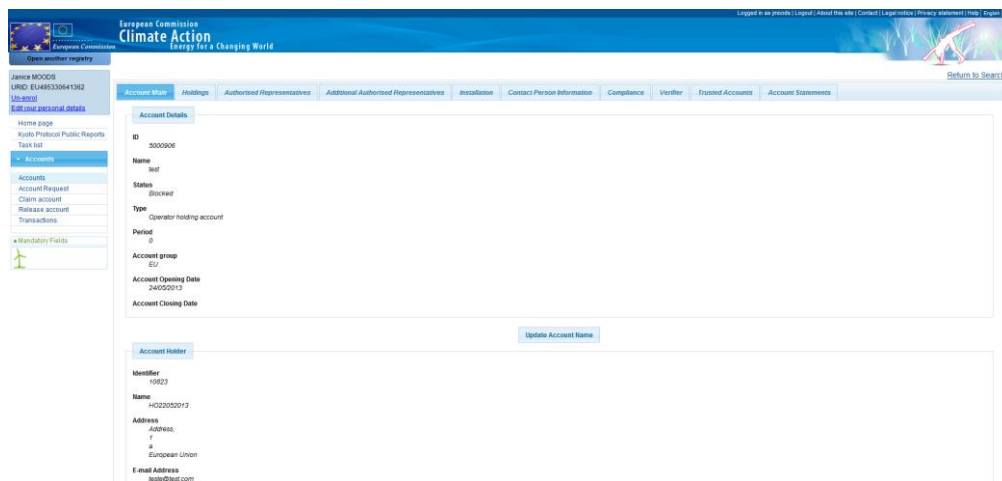 Logged in as jmoods | Logout | About this site | Contact | Legal notice | Privacy statement | Help | English
European Commission
Climate Action
Energy for a Changing World
European Commission
Open another registry
Return to Search
Janice MOODS
URID: EU495330641362
Un-enrol
Edit your personal details
Home page
Kyoto Protocol Public Reports
Task list
Accounts
Accounts
Account Request
Claim account
Release account
Transactions
Mandatory Fields
Account Main Holdings Authorised Representatives Additional Authorised Representatives Installation Contact Person Information Compliance Verifier Trusted Accounts Account Statements
Account Details
ID
5000906
Name
test
Status
Blocked
Type
Operator holding account
Period
0
Account group
EU
Account Opening Date
24/05/2013
Account Closing Date
Update Account Name
Account Holder
Identifier
10823
Name
HO22052013
Address
Address,
1
a
European Union
E-mail Address
teste@test.com